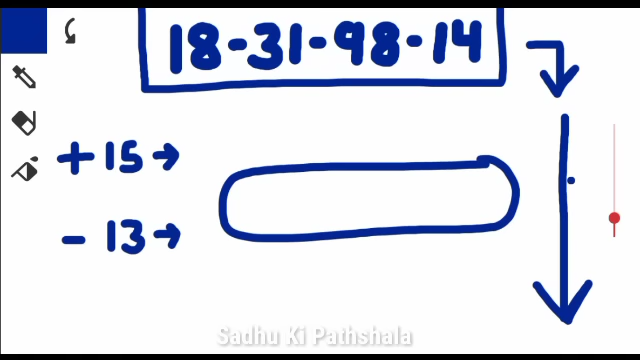 18-31-98-14
+ 15 →
- 13 →
Sadhu Ki Pathshala